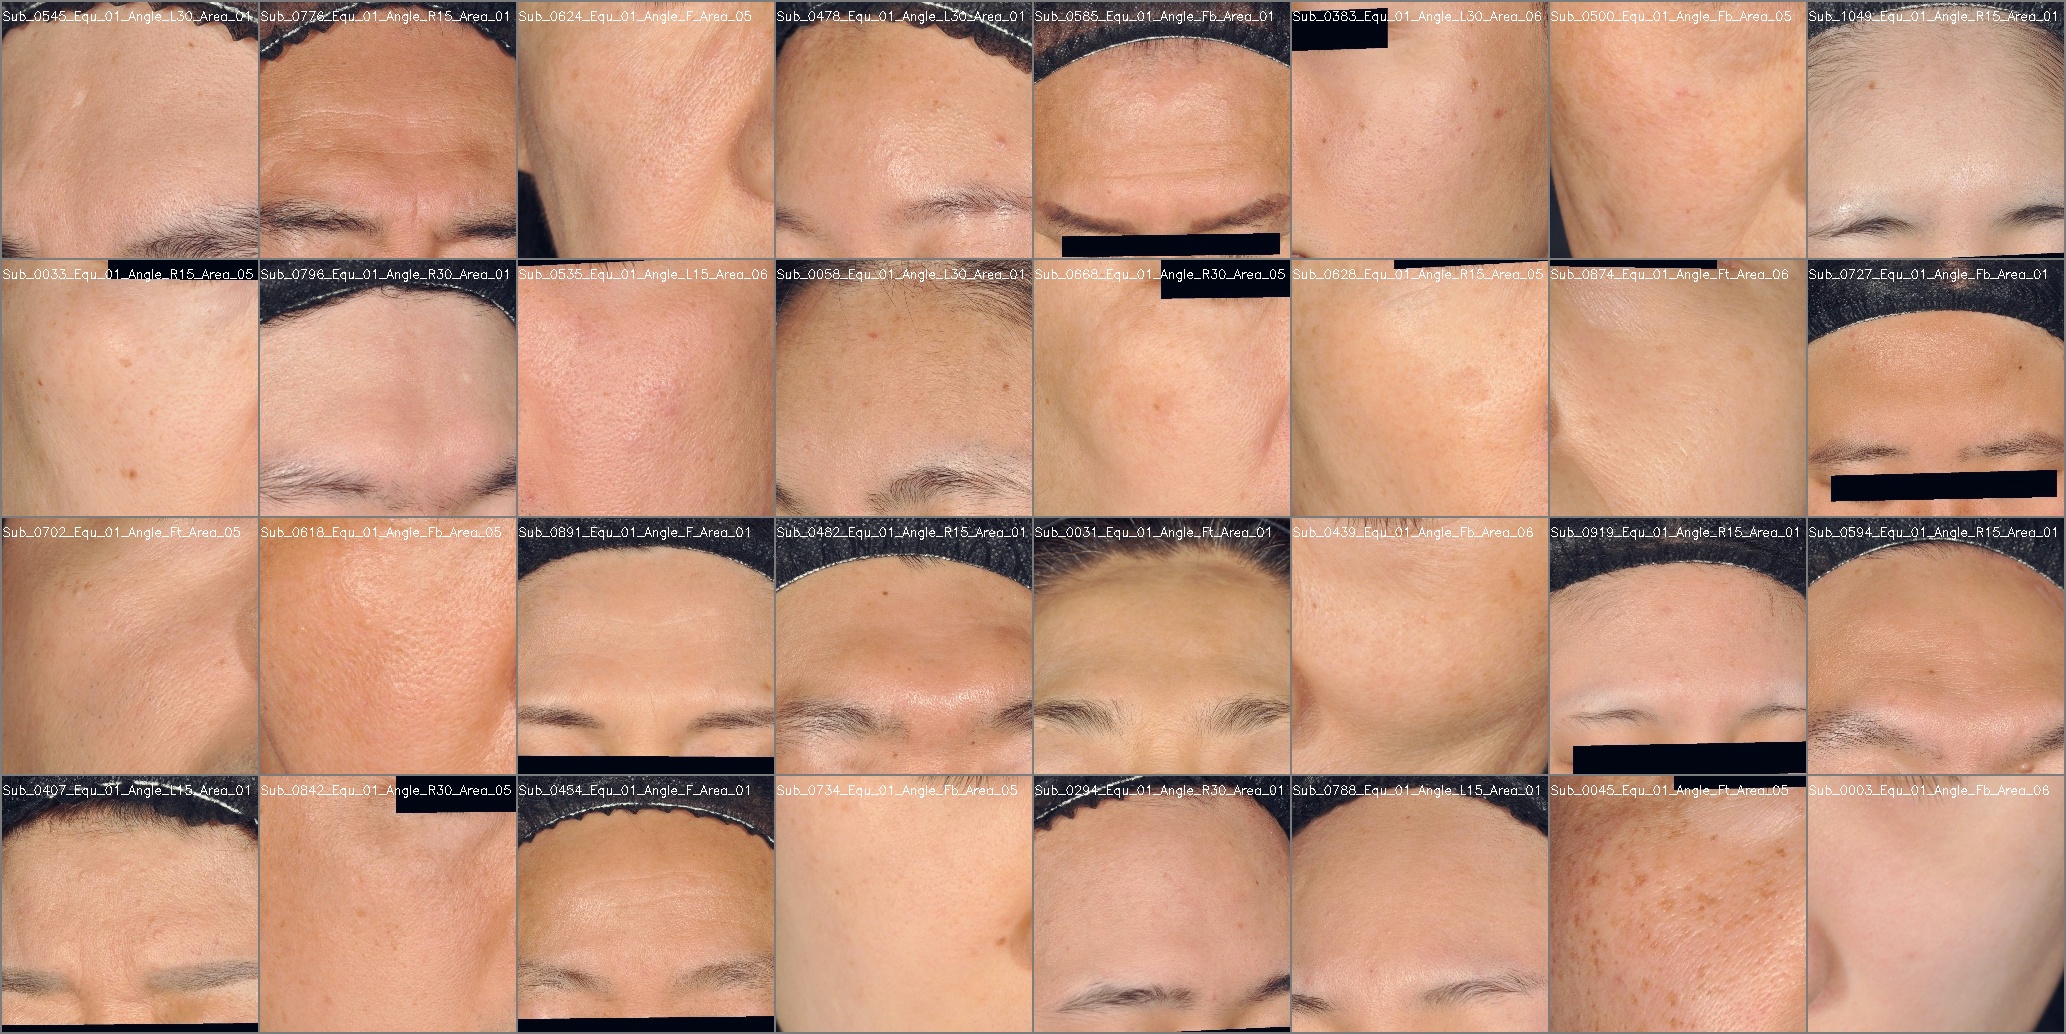 Sub_0545_Equ_01_Angle_L30_Area_01
Sub_0776_Equ_01_Angle_R15_Area_01
Sub_0624_Equ_01_Angle_F_Area_05
Sub_0478_Equ_01_Angle_L30_Area_01
Sub_0585_Equ_01_Angle_Fb_Area_01
Sub_0383_Equ_01_Angle_L30_Area_06
Sub_0500_Equ_01_Angle_Fb_Area_05
Sub_1049_Equ_01_Angle_R15_Area_01
Sub_0033_Equ_01_Angle_R15_Area_05
Sub_0796_Equ_01_Angle_R30_Area_01
Sub_0535_Equ_01_Angle_L15_Area_06
Sub_0058_Equ_01_Angle_L30_Area_01
Sub_0668_Equ_01_Angle_R30_Area_05
Sub_0628_Equ_01_Angle_R15_Area_05
Sub_0874_Equ_01_Angle_Ft_Area_06
Sub_0727_Equ_01_Angle_Fb_Area_01
Sub_0702_Equ_01_Angle_Ft_Area_05
Sub_0618_Equ_01_Angle_Fb_Area_05
Sub_0891_Equ_01_Angle_F_Area_01
Sub_0482_Equ_01_Angle_R15_Area_01
Sub_0031_Equ_01_Angle_Ft_Area_01
Sub_0439_Equ_01_Angle_Fb_Area_06
Sub_0919_Equ_01_Angle_R15_Area_01
Sub_0594_Equ_01_Angle_R15_Area_01
Sub_0407_Equ_01_Angle_L15_Area_01
Sub_0842_Equ_01_Angle_R30_Area_05
Sub_0454_Equ_01_Angle_F_Area_01
Sub_0734_Equ_01_Angle_Fb_Area_05
Sub_0294_Equ_01_Angle_R30_Area_01
Sub_0788_Equ_01_Angle_L15_Area_01
Sub_0045_Equ_01_Angle_Ft_Area_05
Sub_0003_Equ_01_Angle_Fb_Area_06